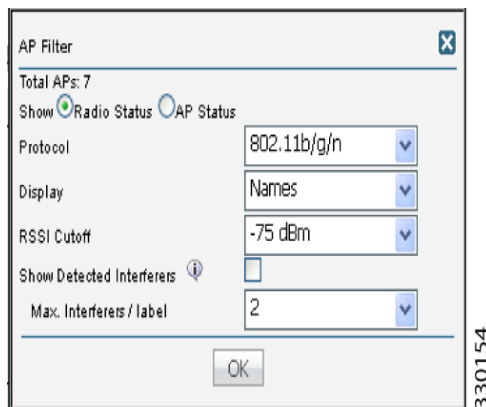 AP Filter
Total APs: 7
Show Radio Status AP Status
Protocol 802.11b/g/n
Display Names
RSSI Cutoff -75 dBm
Show Detected Interferers i
Max. Interferers / label 2
OK
330154